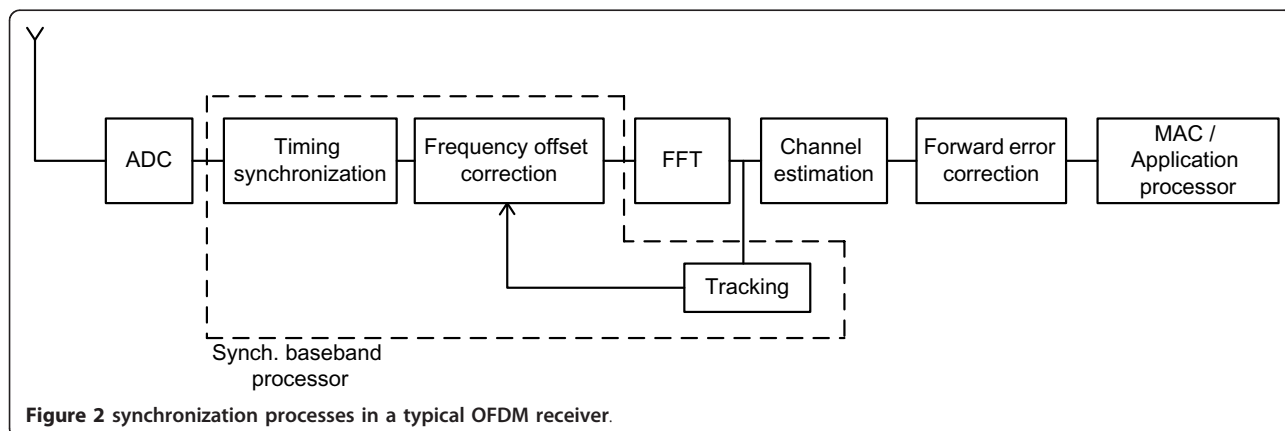 ADC
Timing
synchronization
Frequency offset
correction
FFT
Channel
estimation
Forward error
correction
MAC /
Application
processor
Tracking
Synch. baseband
processor
Figure 2 synchronization processes in a typical OFDM receiver.